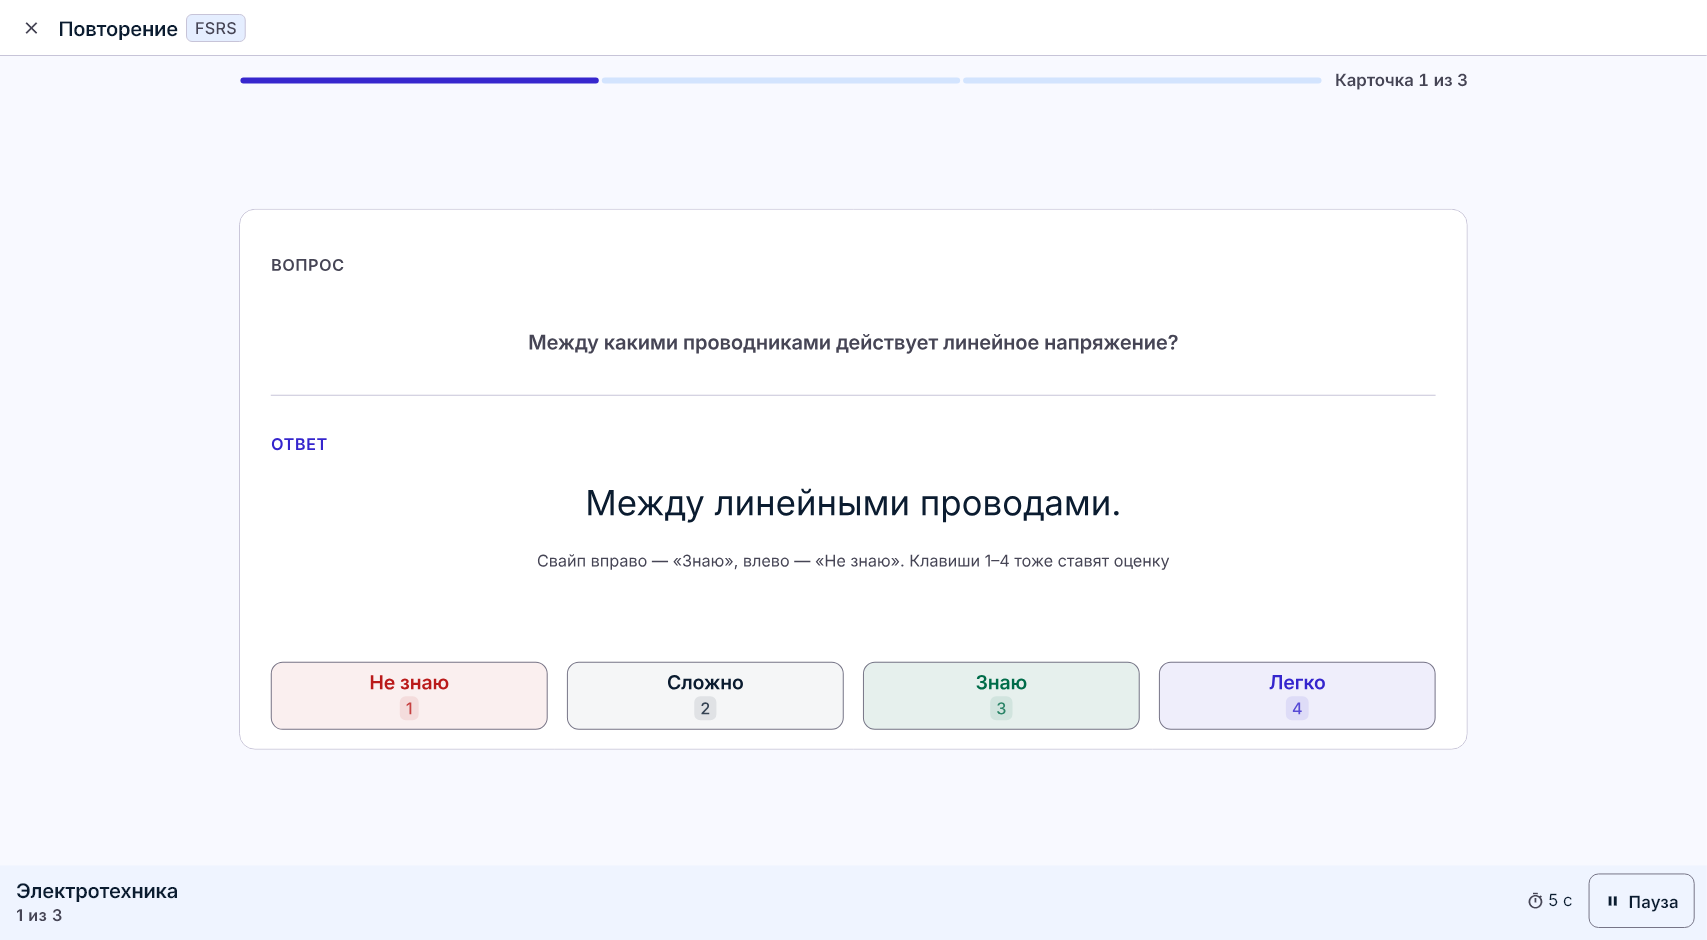 Повторение FSRS
Карточка 1 из 3
ВОПРОС
Между какими проводниками действует линейное напряжение?
ОТВЕТ
Между линейными проводами.
Свайп вправо — «Знаю», влево — «Не знаю». Клавиши 1–4 тоже ставят оценку
Не знаю
1
Сложно
2
Знаю
3
Легко
4
Электротехника
1 из 3
5 с
Пауза